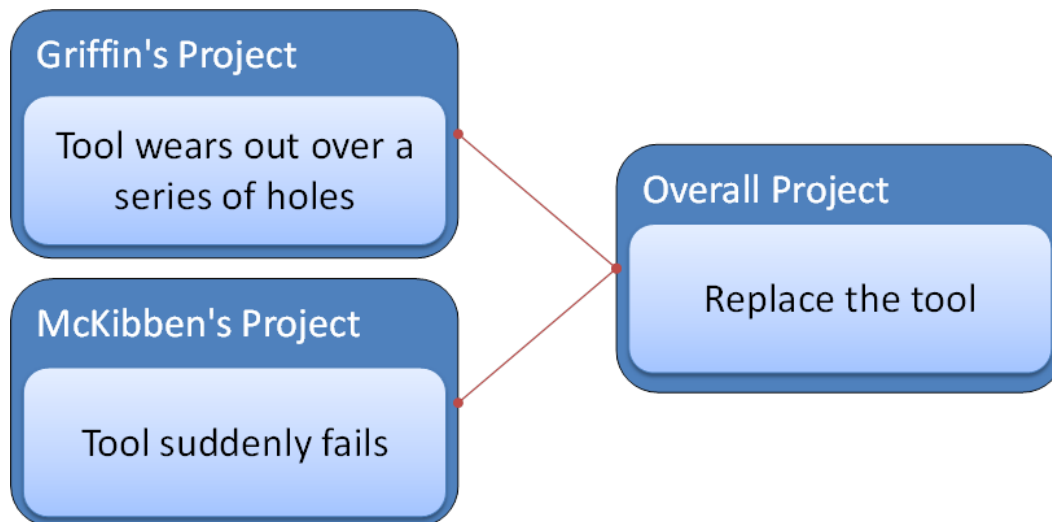 Griffin's Project
Tool wears out over a
series of holes
McKibben's Project
Tool suddenly fails
Overall Project
Replace the tool